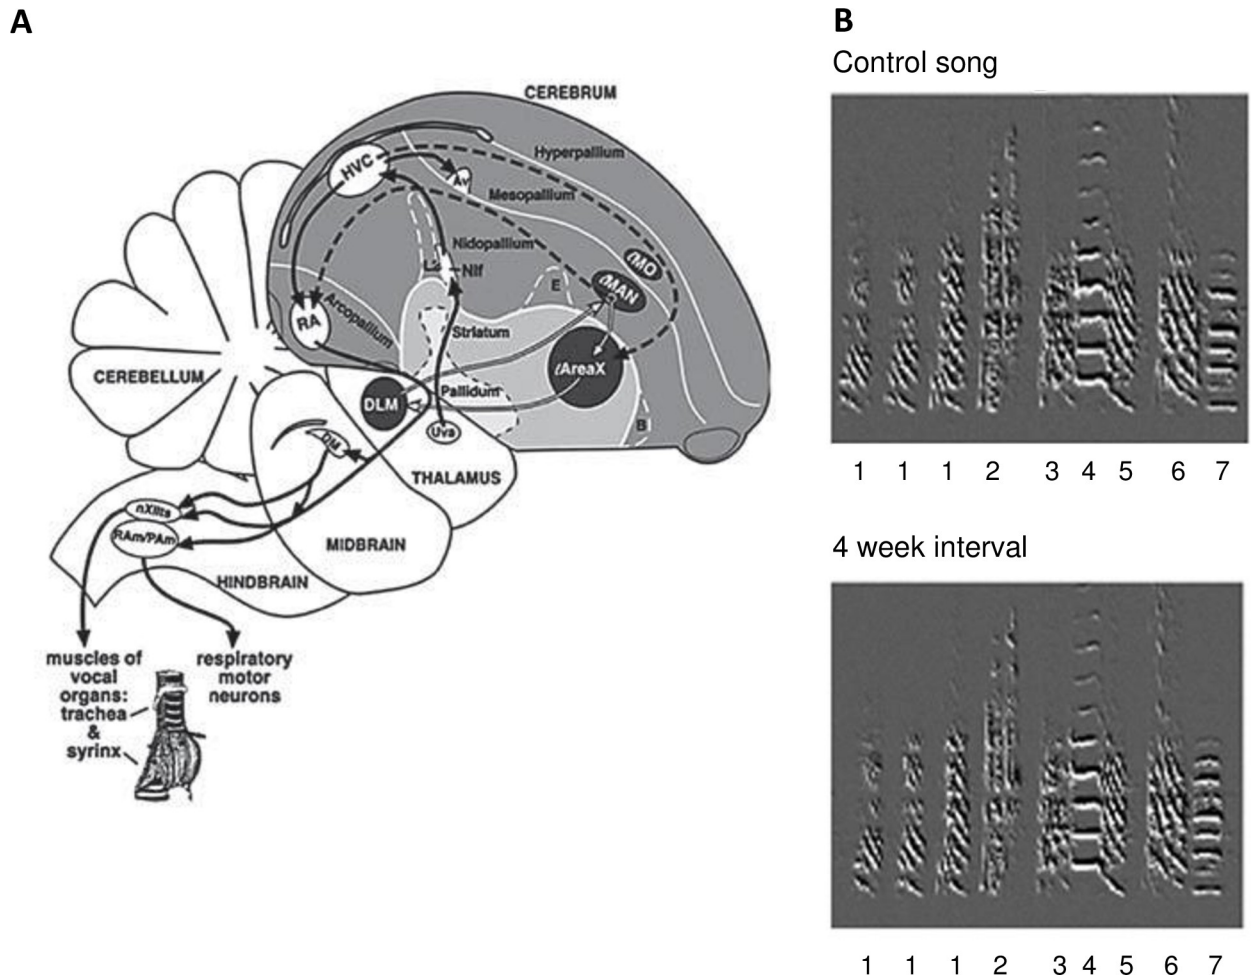 A
CEREBRUM
HVC
Hyperpallium
Av
Mesopallium
Nidopallium
NIf
lMO
lMAN
E
RA
Arcopallium
Striatum
lAreaX
CEREBELLUM
DLM
Pallidum
B
Uva
DM
THALAMUS
nXIIts
RAm/PAm
MIDBRAIN
HINDBRAIN
muscles of
vocal
organs:
trachea
&
syrinx
respiratory
motor
neurons
B
Control song
1 1 1 2 3 4 5 6 7
4 week interval
1 1 1 2 3 4 5 6 7